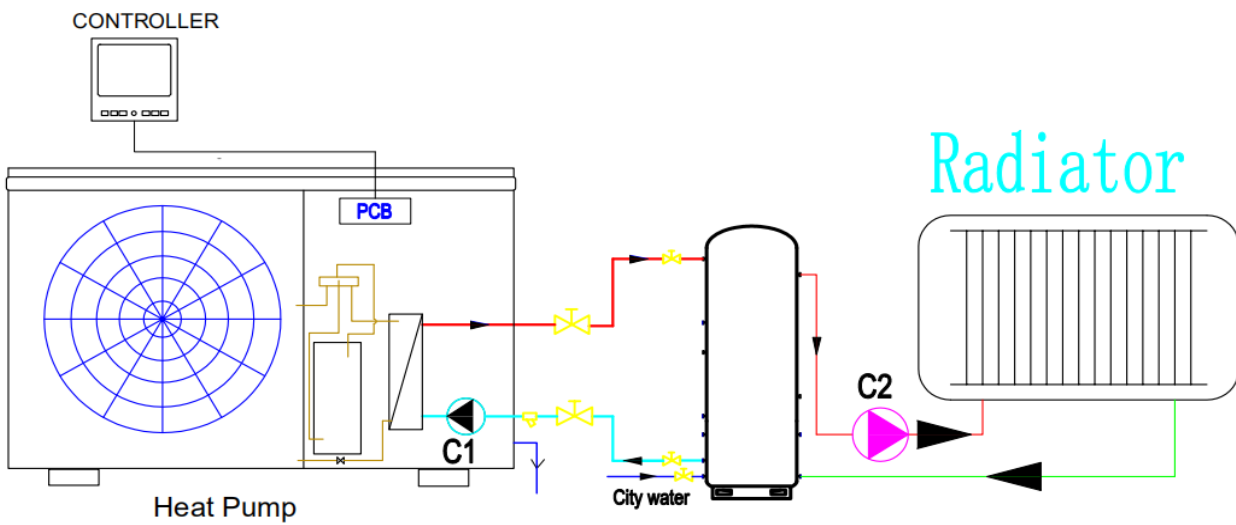 CONTROLLER
Radiator
PCB
C2
C1
City water
Heat Pump